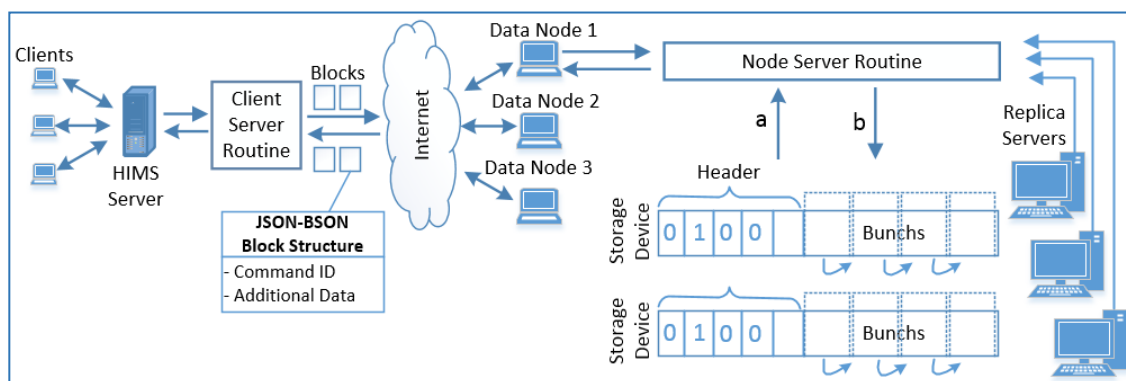 Clients
HIMS
Server
Client
Server
Routine
Blocks
JSON-BSON
Block Structure
- Command ID
- Additional Data
Internet
Data Node 1
Data Node 2
Data Node 3
Node Server Routine
a
b
Replica
Servers
Header
Storage
Device
0 1 0 0
Bunchs
Storage
Device
0 1 0 0
Bunchs